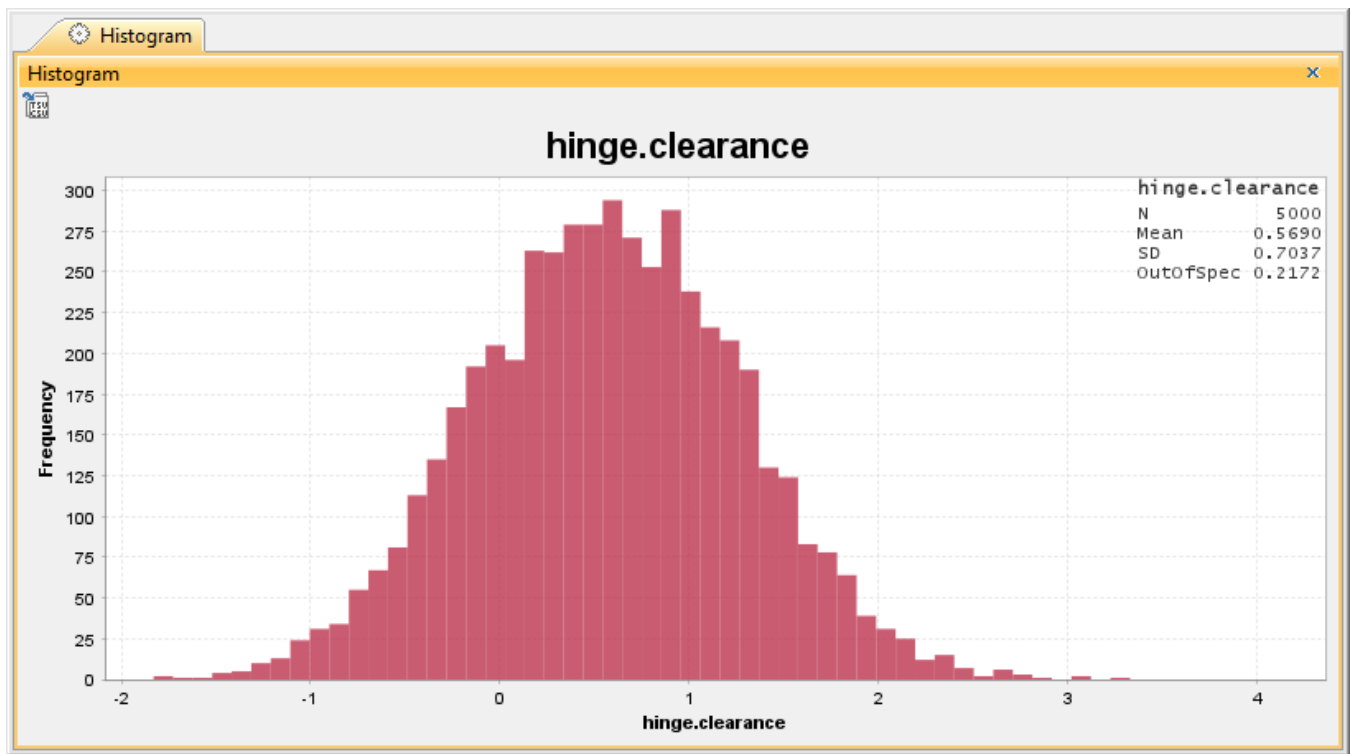 Histogram
Histogram
TSV
CSV
hinge.clearance
hinge.clearance
N 5000
Mean 0.5690
SD 0.7037
OutOfSpec 0.2172
300
275
250
225
200
175
150
125
100
75
50
25
0
Frequency
-2 -1 0 1 2 3 4
hinge.clearance